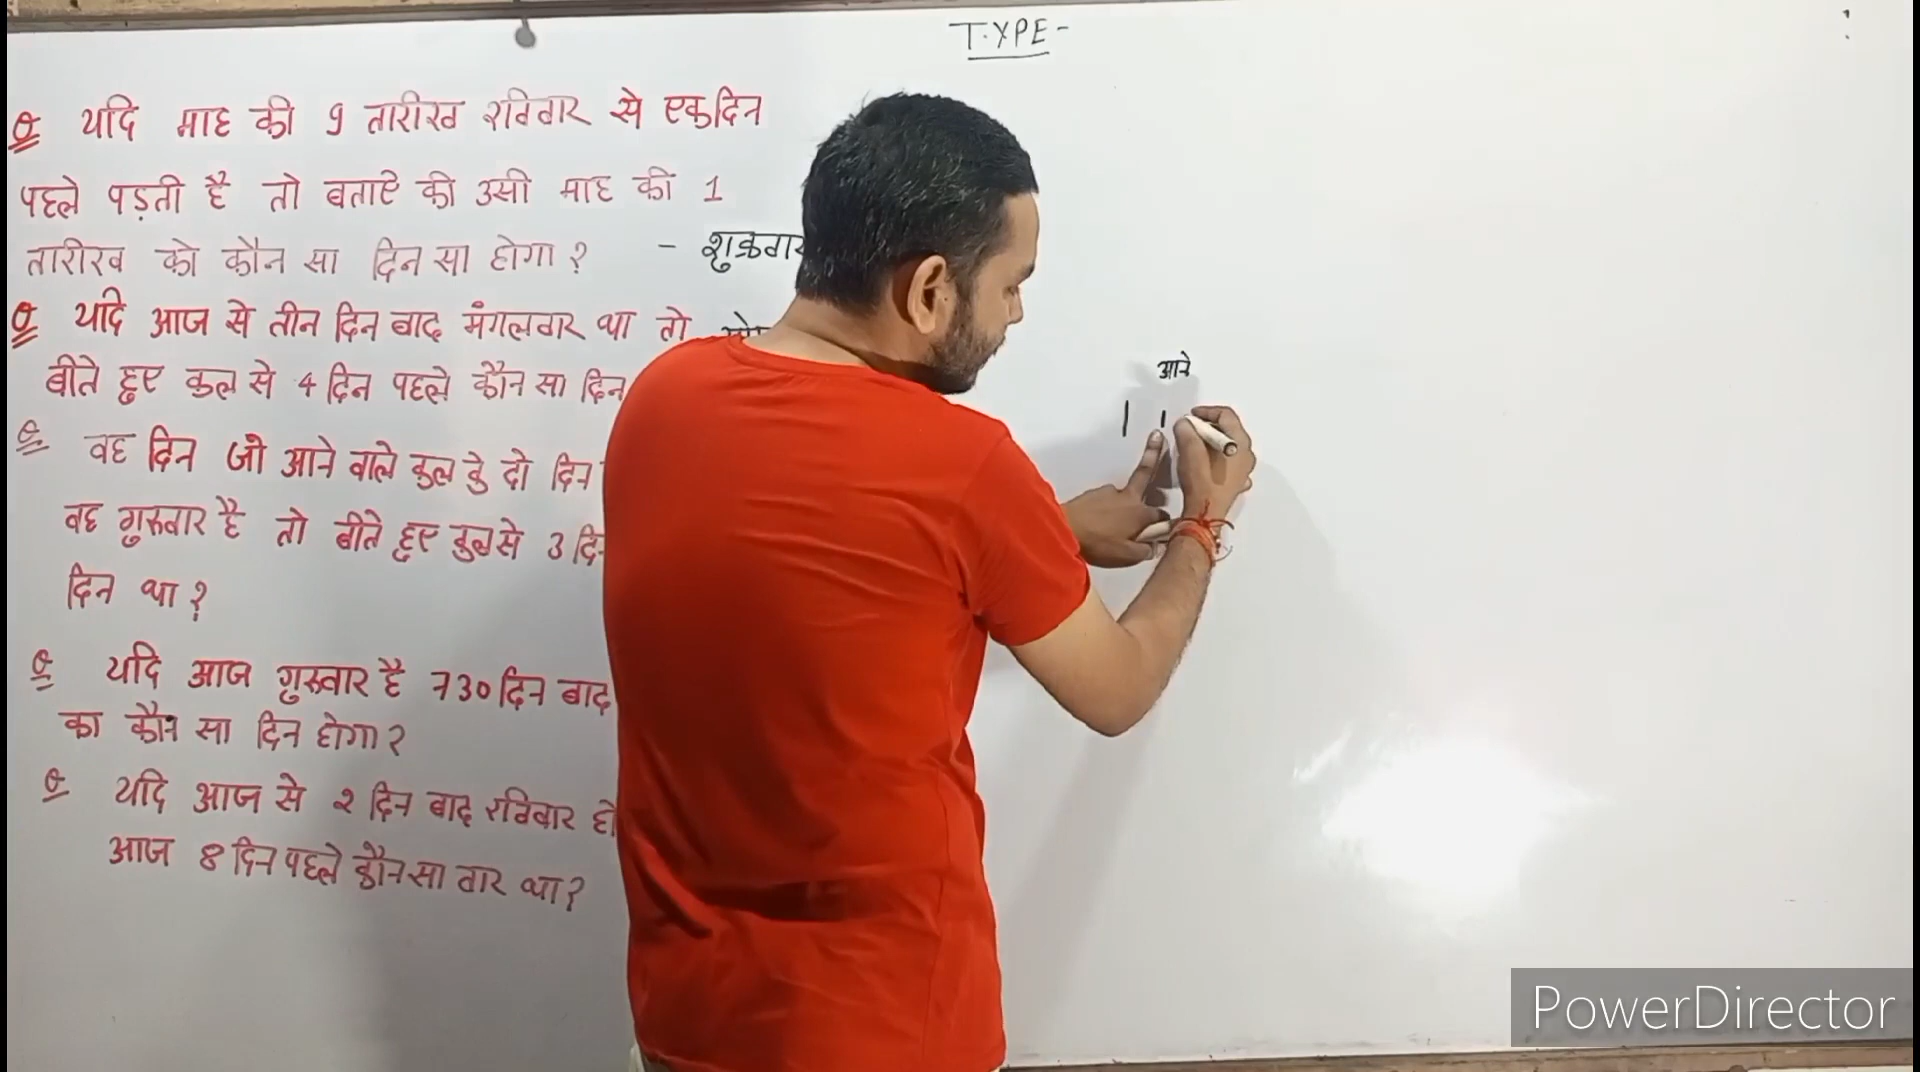 T.YPE-
Q यदि माह की 9 तारीख रविवार से एकदिन
पहले पड़ती है तो बताऐ की उसी माह की 1
तारीख को कौन सा दिन सा होगा ? - शुक्रवार
Q यदि आज से तीन दिन बाद मंगलवार था तो
बीते हुए कल से 4 दिन पहले कौन सा दिन
आने
Q वह दिन जो आने वाले कल के दो दिन
वह गुरुवार है तो बीते हुए कल से 3 दि
दिन था ?
Q यदि आज गुरुवार है 730 दिन बाद
का कौन सा दिन होगा ?
Q यदि आज से 2 दिन बाद रविवार हो
आज 8 दिन पहले कौन सा वार था ?
PowerDirector